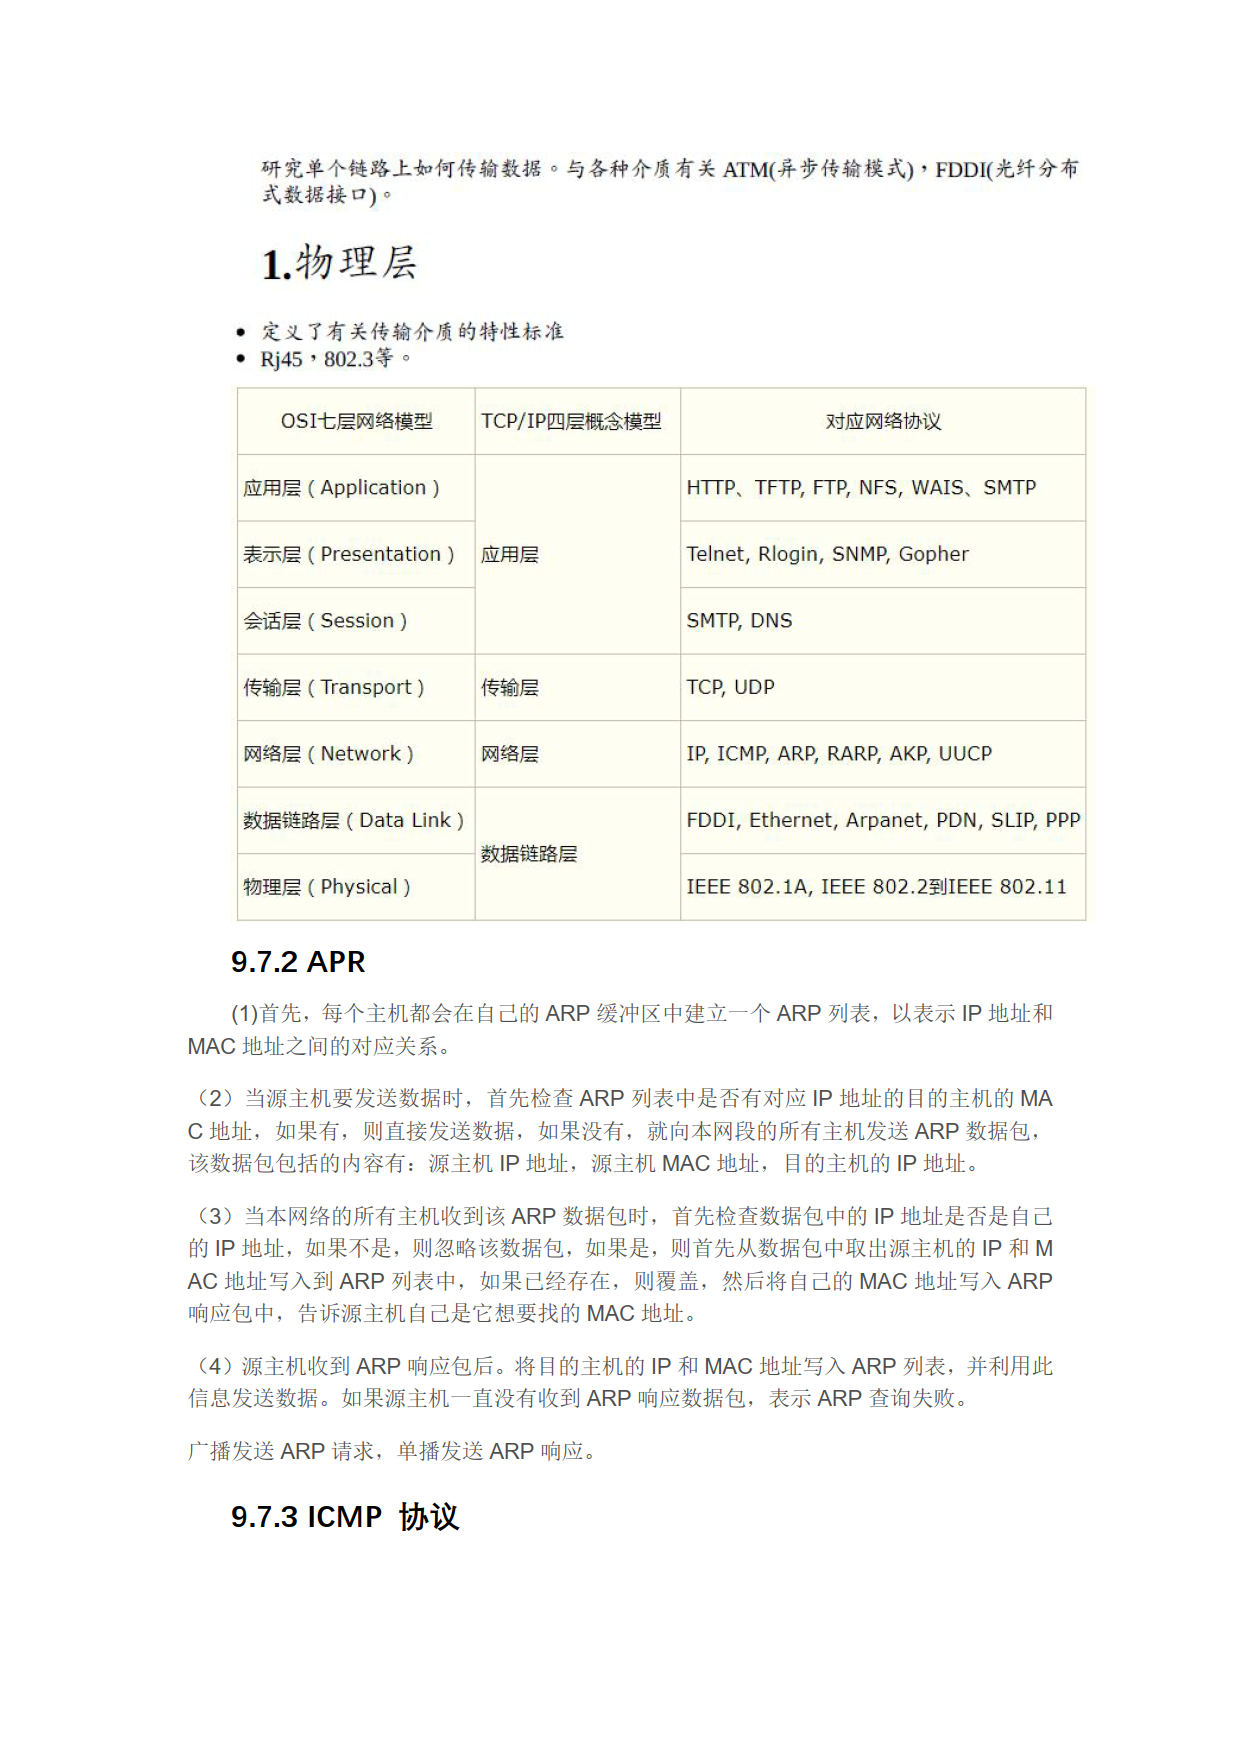 研究单个链路上如何传输数据。与各种介质有关 ATM(异步传输模式)，FDDI(光纤分布
式数据接口)。
1.物理层
• 定义了有关传输介质的特性标准
• Rj45，802.3等。
OSI七层网络模型 TCP/IP四层概念模型 对应网络协议
应用层（Application） HTTP、TFTP, FTP, NFS, WAIS、SMTP
表示层（Presentation） 应用层 Telnet, Rlogin, SNMP, Gopher
会话层（Session） SMTP, DNS
传输层（Transport） 传输层 TCP, UDP
网络层（Network） 网络层 IP, ICMP, ARP, RARP, AKP, UUCP
数据链路层（Data Link） FDDI, Ethernet, Arpanet, PDN, SLIP, PPP
数据链路层
物理层（Physical） IEEE 802.1A, IEEE 802.2到IEEE 802.11
9.7.2 APR
(1)首先，每个主机都会在自己的 ARP 缓冲区中建立一个 ARP 列表，以表示 IP 地址和
MAC 地址之间的对应关系。
（2）当源主机要发送数据时，首先检查 ARP 列表中是否有对应 IP 地址的目的主机的 MA
C 地址，如果有，则直接发送数据，如果没有，就向本网段的所有主机发送 ARP 数据包，
该数据包包括的内容有：源主机 IP 地址，源主机 MAC 地址，目的主机的 IP 地址。
（3）当本网络的所有主机收到该 ARP 数据包时，首先检查数据包中的 IP 地址是否是自己
的 IP 地址，如果不是，则忽略该数据包，如果是，则首先从数据包中取出源主机的 IP 和 M
AC 地址写入到 ARP 列表中，如果已经存在，则覆盖，然后将自己的 MAC 地址写入 ARP
响应包中，告诉源主机自己是它想要找的 MAC 地址。
（4）源主机收到 ARP 响应包后。将目的主机的 IP 和 MAC 地址写入 ARP 列表，并利用此
信息发送数据。如果源主机一直没有收到 ARP 响应数据包，表示 ARP 查询失败。
广播发送 ARP 请求，单播发送 ARP 响应。
9.7.3 ICMP 协议